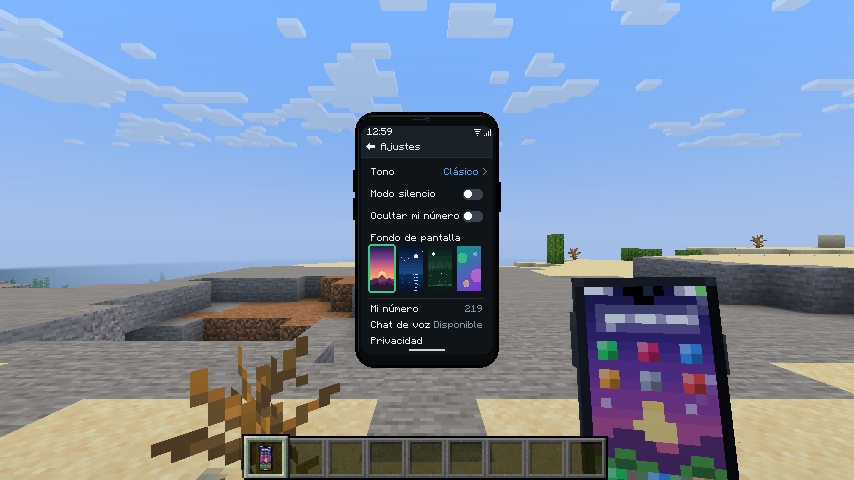 12:59
Ajustes
Tono Clásico
Modo silencio
Ocultar mi número
Fondo de pantalla
Mi número 219
Chat de voz Disponible
Privacidad